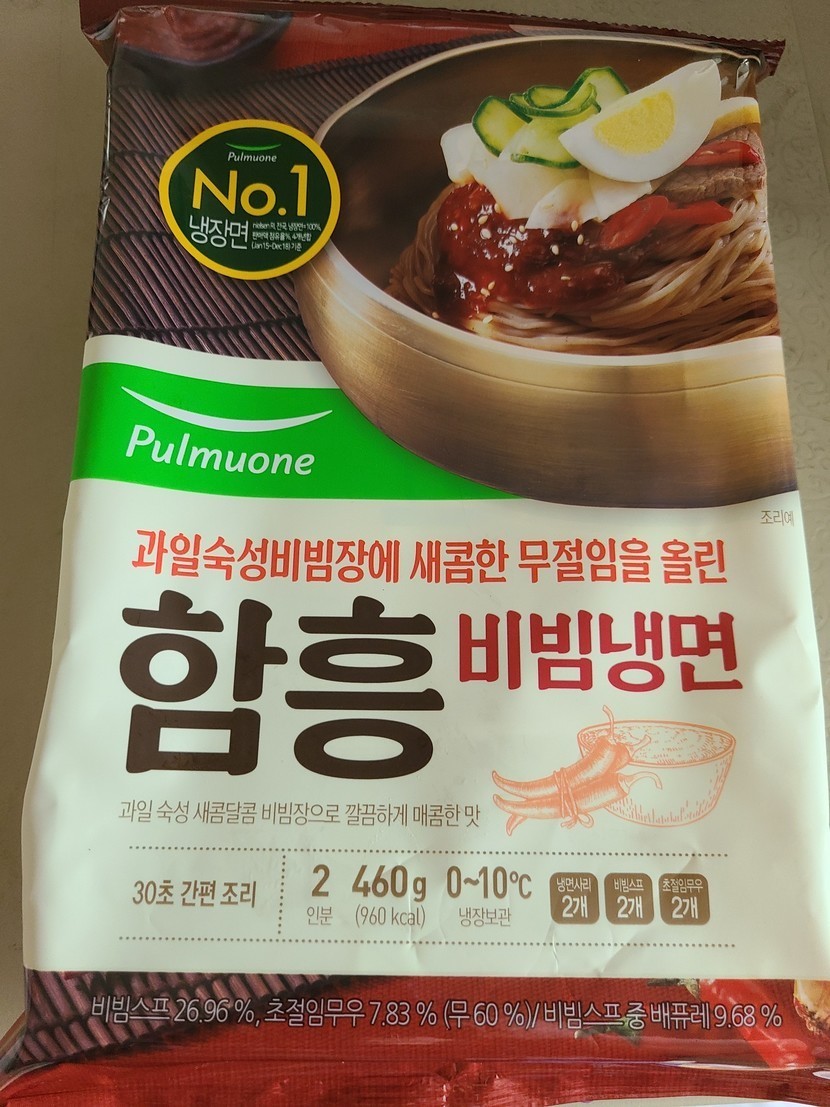 Pulmuone
No.1
냉장면
Pulmuone
조리예
과일숙성비빔장에 새콤한 무절임을 올린
함흥 비빔냉면
과일 숙성 새콤달콤 비빔장으로 깔끔하게 매콤한 맛
30초 간편 조리
2 460g 0~10℃
인분 (960 kcal) 냉장보관
냉면사리 비빔스프 초절임무우
2개 2개 2개
비빔스프 26.96 %, 초절임무우 7.83 % (무 60 %)/ 비빔스프 중 배퓨레 9.68 %